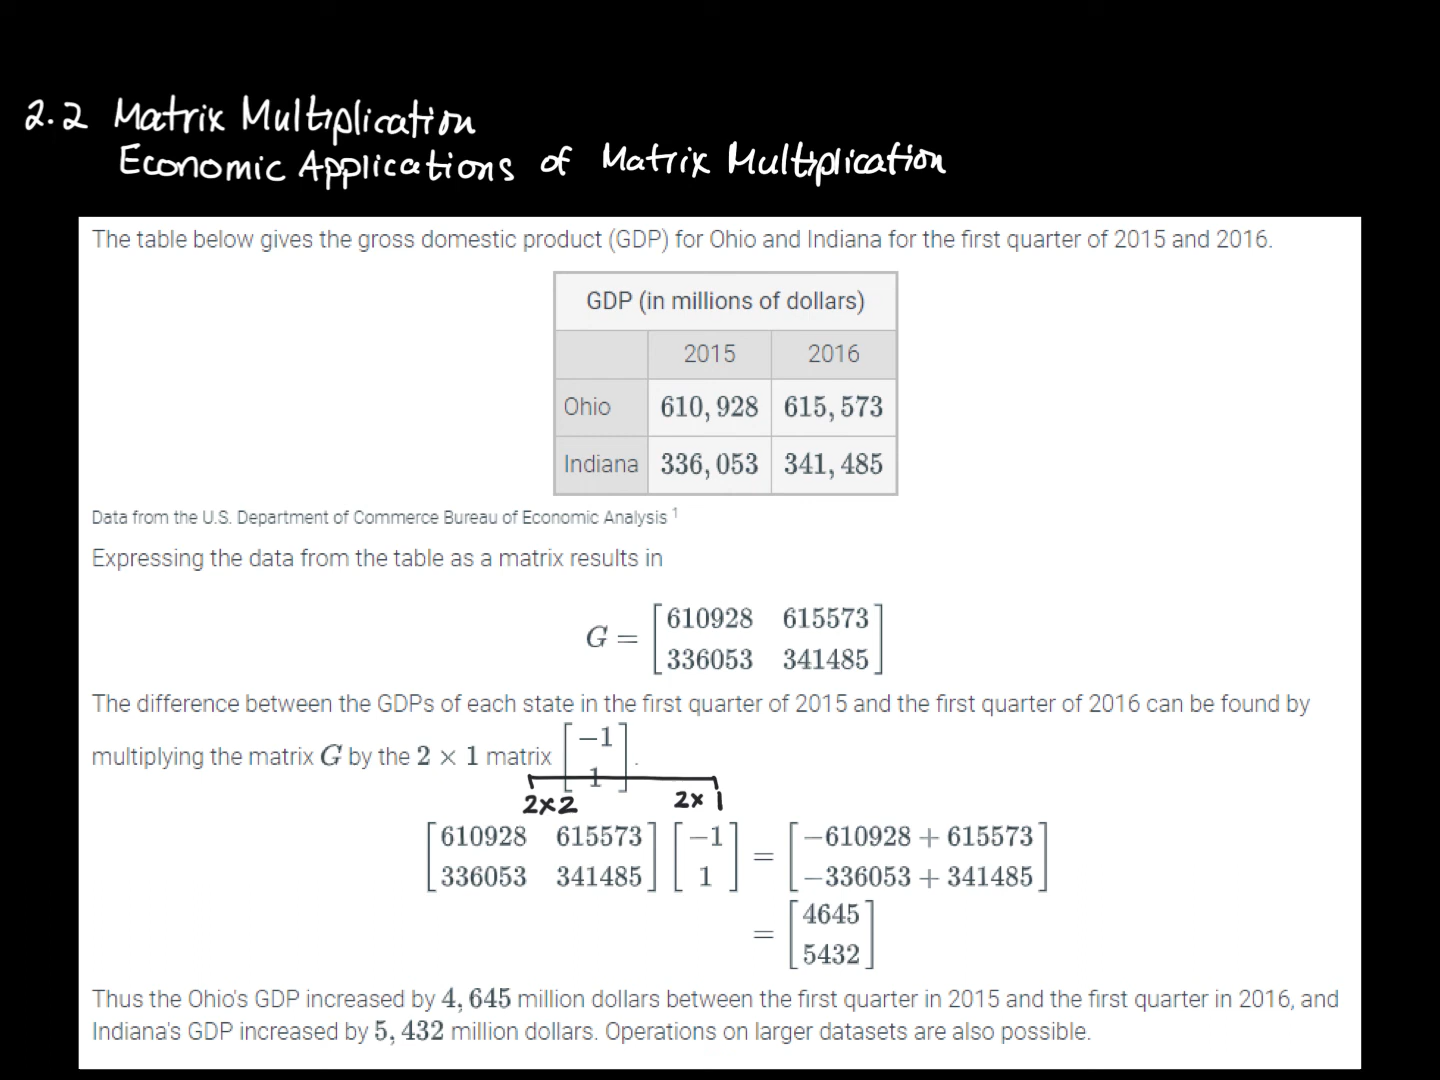 2.2 Matrix Multiplication
Economic Applications of Matrix Multiplication
The table below gives the gross domestic product (GDP) for Ohio and Indiana for the first quarter of 2015 and 2016.
GDP (in millions of dollars)
2015 2016
Ohio 610,928 615,573
Indiana 336,053 341,485
Data from the U.S. Department of Commerce Bureau of Economic Analysis ¹
Expressing the data from the table as a matrix results in
G = [610928 615573
336053 341485]
The difference between the GDPs of each state in the first quarter of 2015 and the first quarter of 2016 can be found by
multiplying the matrix G by the 2 × 1 matrix [−1
1].
2×2 2×1
[610928 615573 [−1 = [−610928 + 615573
336053 341485] 1] −336053 + 341485]
= [4645
5432]
Thus the Ohio's GDP increased by 4,645 million dollars between the first quarter in 2015 and the first quarter in 2016, and
Indiana's GDP increased by 5,432 million dollars. Operations on larger datasets are also possible.